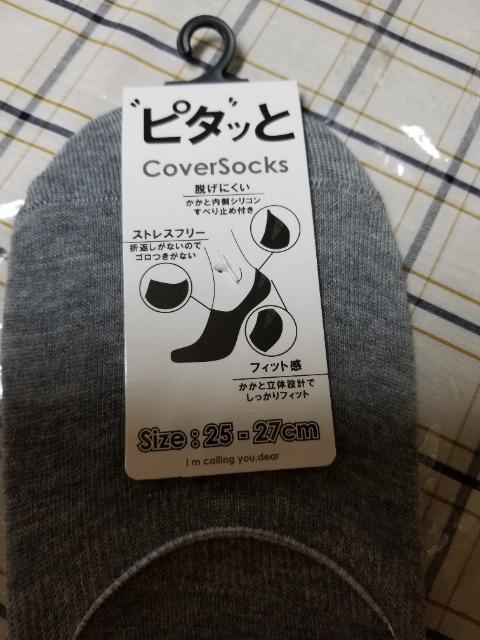 "ピタ"ッと
CoverSocks
脱げにくい
かかと内側シリコン
すべり止め付き
ストレスフリー
折返しがないので
ゴロつきがない
フィット感
かかと立体設計で
しっかりフィット
Size : 25 - 27cm
I m calling you,dear